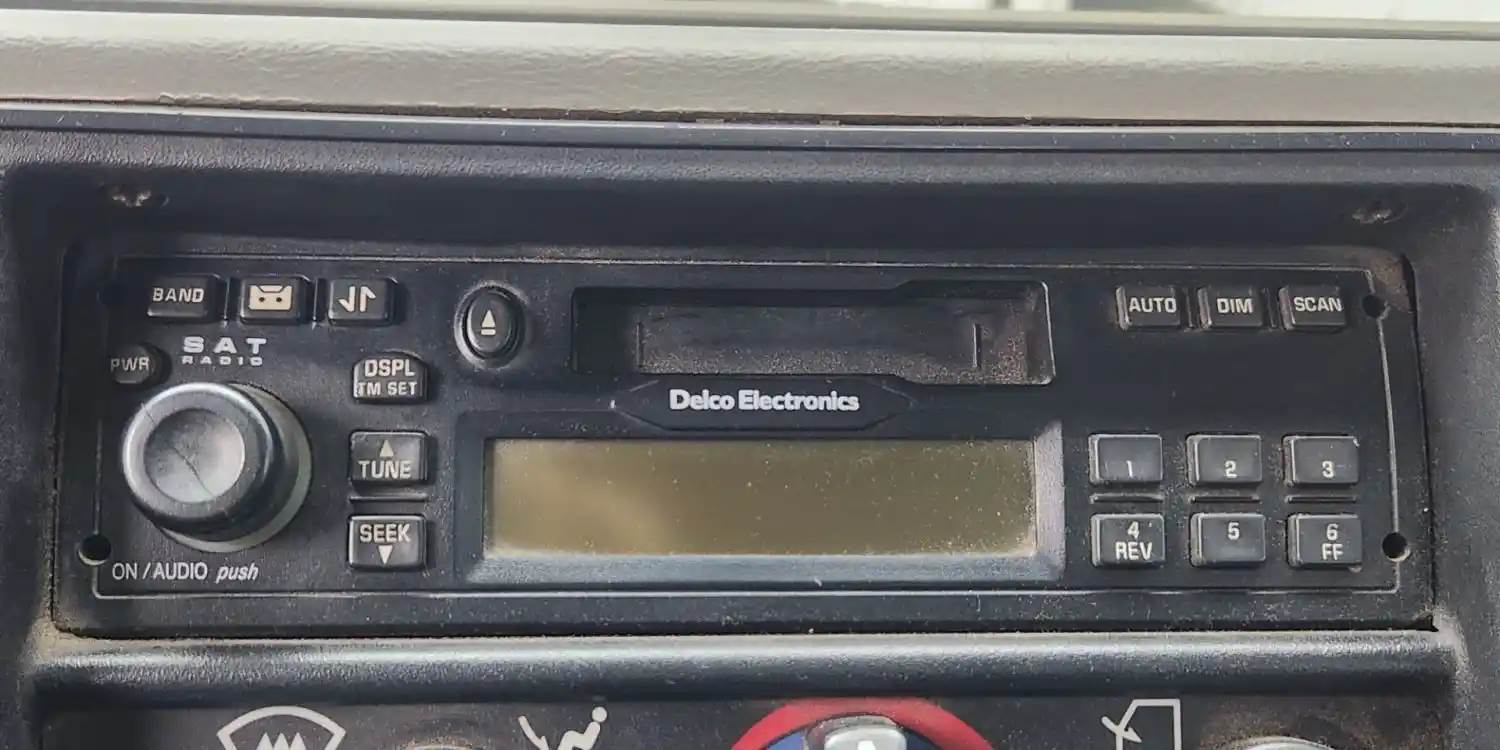 BAND
AUTO DIM SCAN
SAT
RADIO
PWR
DSPL
TM SET
Delco Electronics
TUNE
1 2 3
SEEK
4 5 6
REV FF
ON / AUDIO push